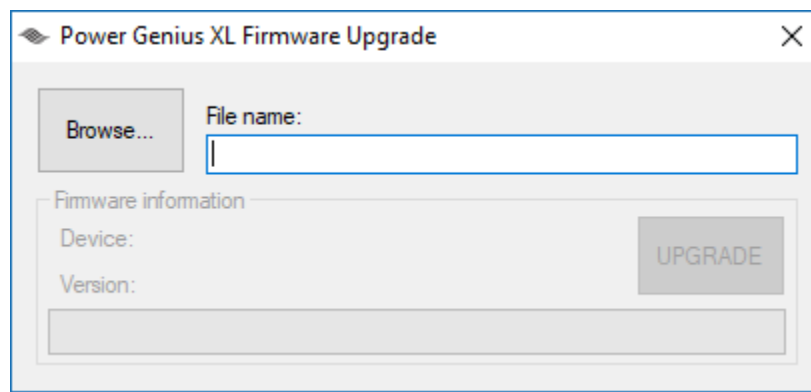 Power Genius XL Firmware Upgrade
Browse...
File name:
Firmware information
Device:
UPGRADE
Version: